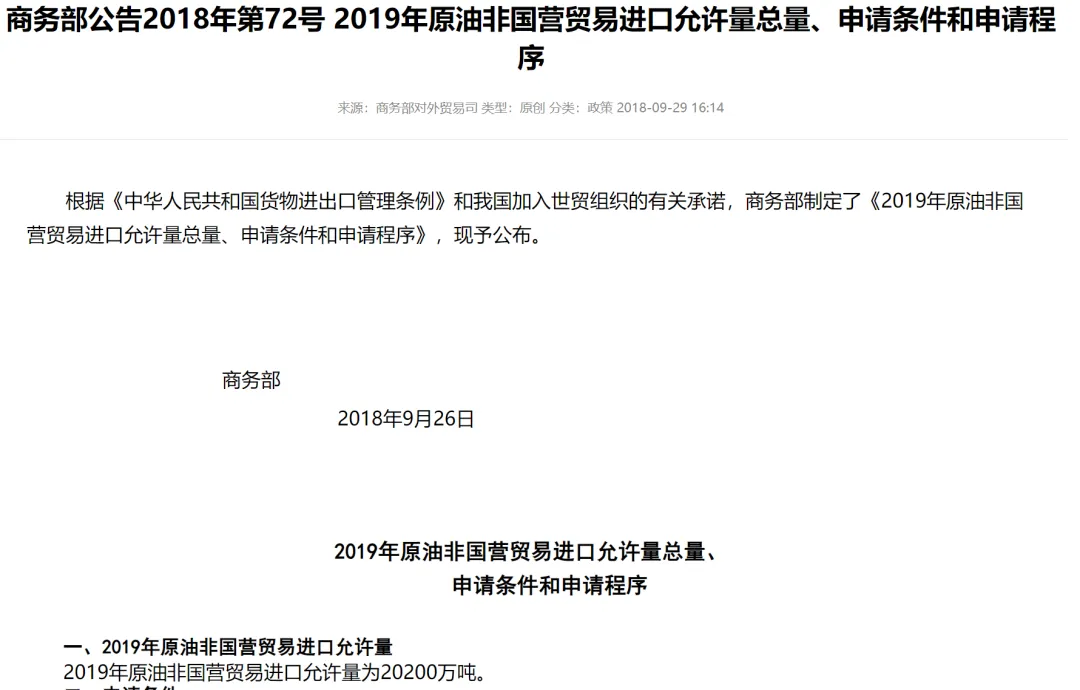 商务部公告2018年第72号 2019年原油非国营贸易进口允许量总量、申请条件和申请程
序
来源：商务部对外贸易司 类型：原创 分类：政策 2018-09-29 16:14
根据《中华人民共和国货物进出口管理条例》和我国加入世贸组织的有关承诺，商务部制定了《2019年原油非国
营贸易进口允许量总量、申请条件和申请程序》，现予公布。
商务部
2018年9月26日
2019年原油非国营贸易进口允许量总量、
申请条件和申请程序
一、2019年原油非国营贸易进口允许量
2019年原油非国营贸易进口允许量为20200万吨。